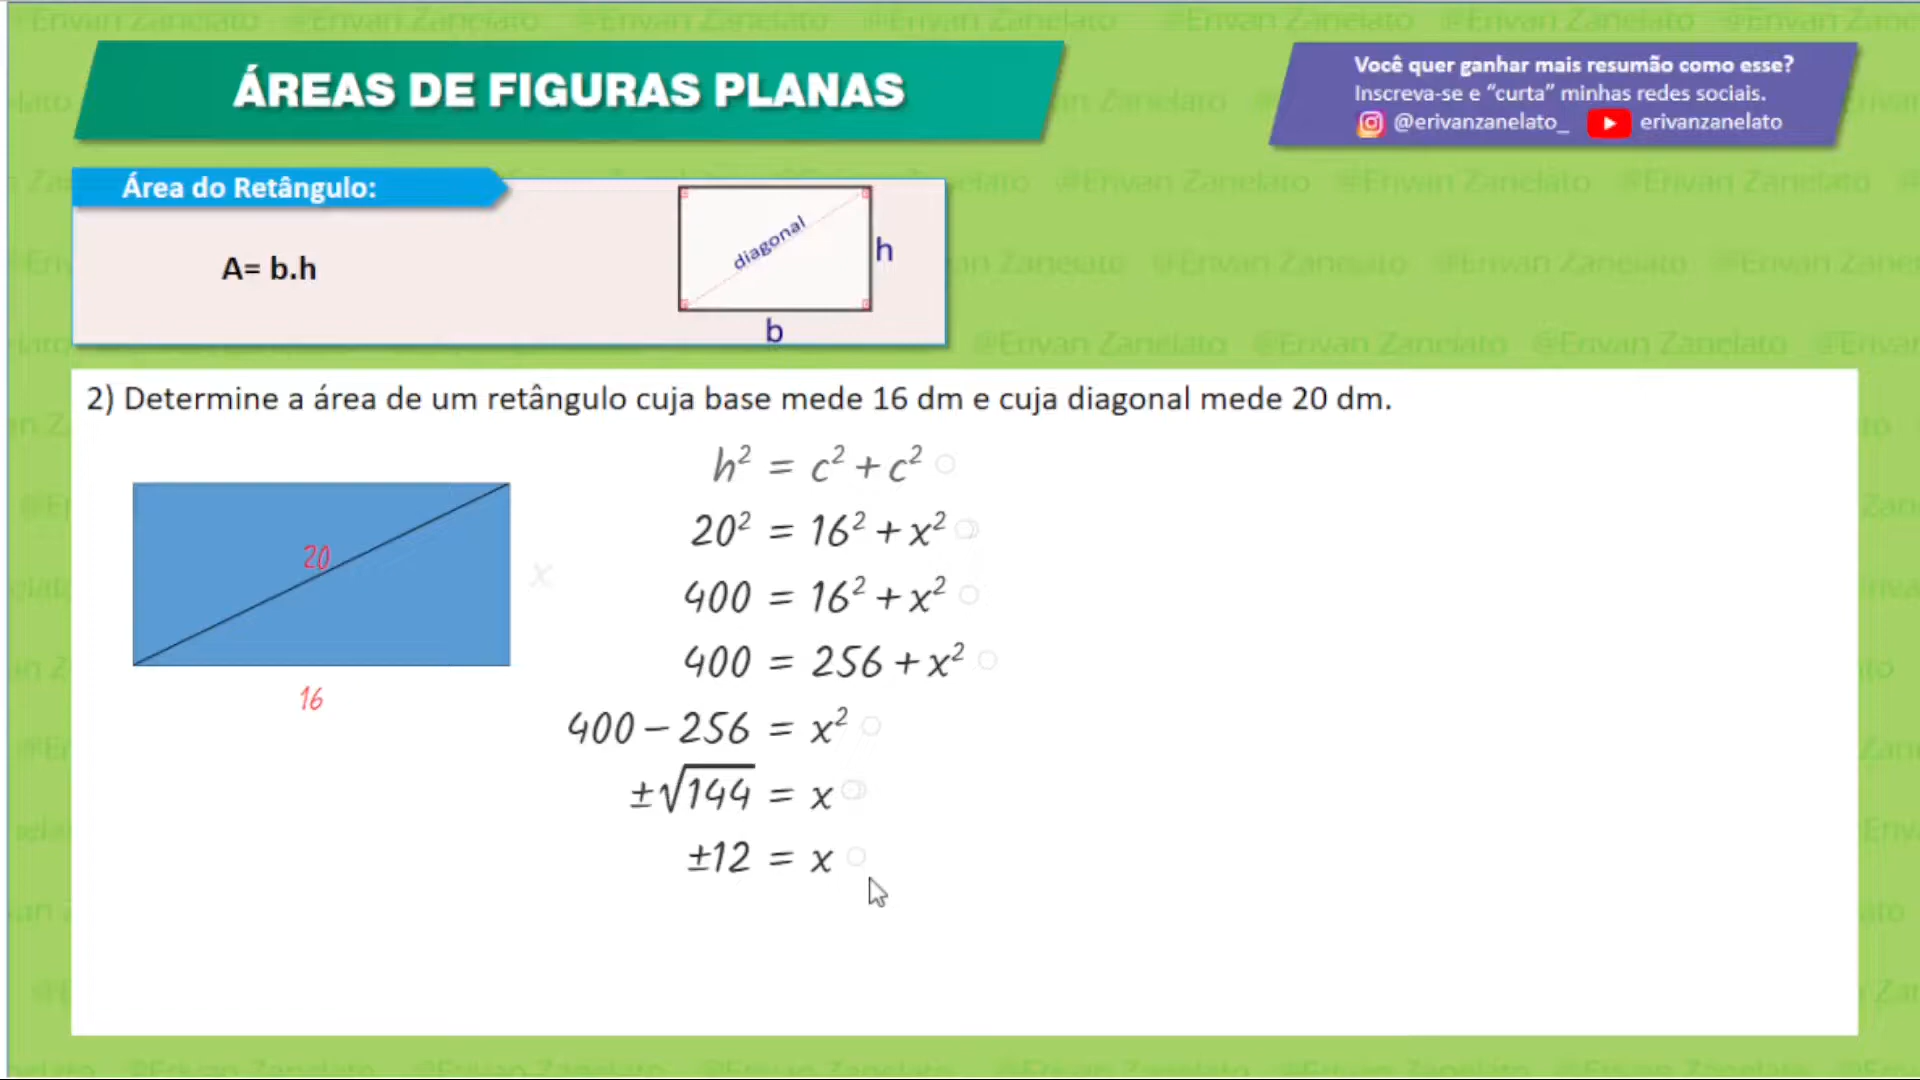 ÁREAS DE FIGURAS PLANAS
Você quer ganhar mais resumão como esse?
Inscreva-se e “curta” minhas redes sociais.
@erivanzanelato_ erivanzanelato
Área do Retângulo:
A= b.h
diagonal
h
b
2) Determine a área de um retângulo cuja base mede 16 dm e cuja diagonal mede 20 dm.
20
x
16
h² = c² + c²
20² = 16² + x²
400 = 16² + x²
400 = 256 + x²
400 − 256 = x²
±√144 = x
±12 = x